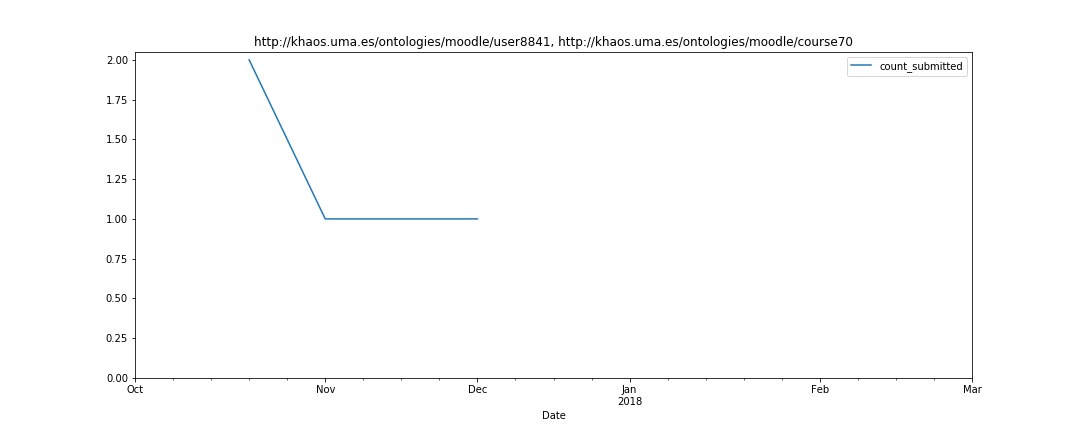 http://khaos.uma.es/ontologies/moodle/user8841, http://khaos.uma.es/ontologies/moodle/course70
count_submitted
2.00
1.75
1.50
1.25
1.00
0.75
0.50
0.25
0.00
Oct Nov Dec Jan Feb Mar
2018
Date